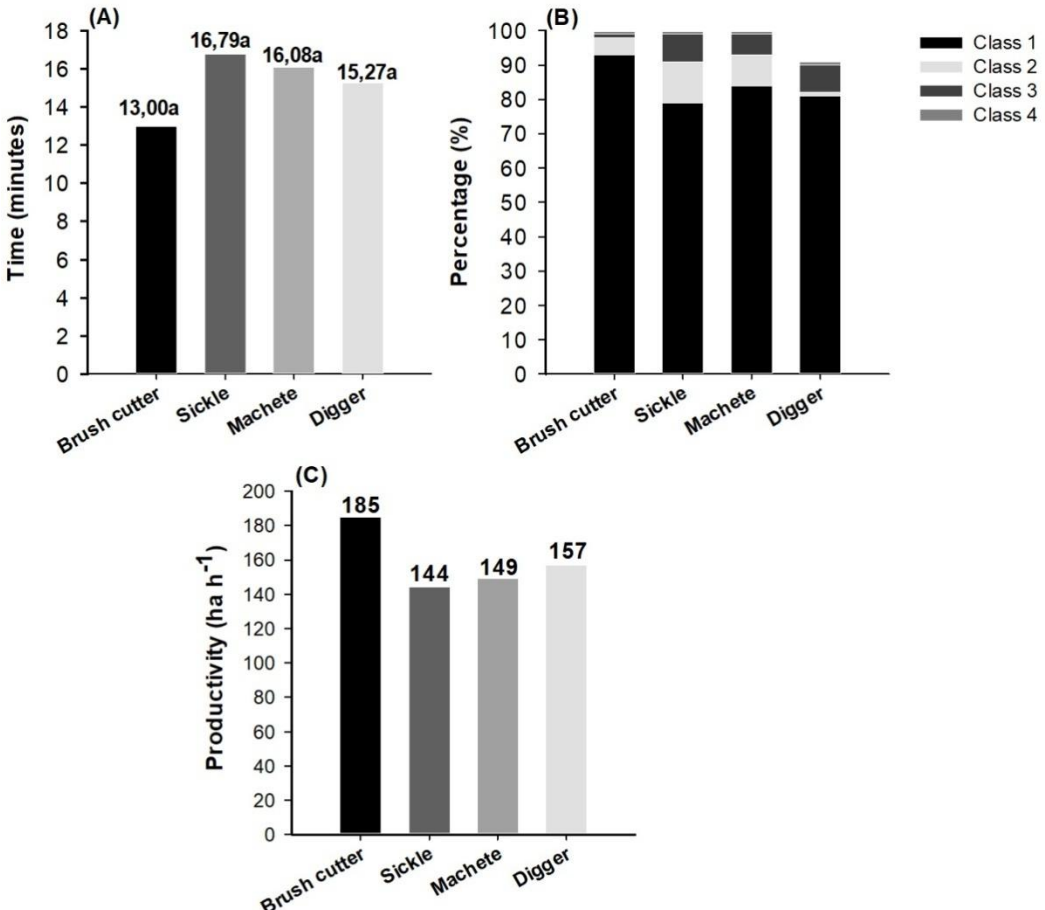 (A)
Time (minutes)
18
16
14
12
10
8
6
4
2
0
13,00a
16,79a
16,08a
15,27a
Brush cutter
Sickle
Machete
Digger
(B)
Percentage (%)
100
90
80
70
60
50
40
30
20
10
0
Brush cutter
Sickle
Machete
Digger
Class 1
Class 2
Class 3
Class 4
(C)
Productivity (ha h⁻¹)
200
180
160
140
120
100
80
60
40
20
0
185
144
149
157
Brush cutter
Sickle
Machete
Digger